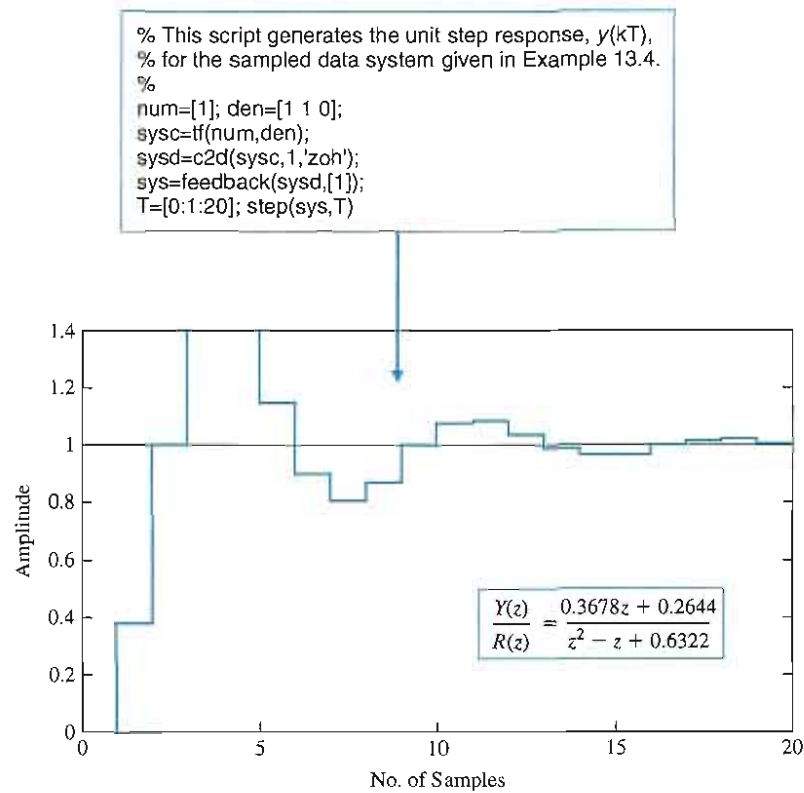 % This script generates the unit step response, y(kT),
% for the sampled data system given in Example 13.4.
%
num=[1]; den=[1 1 0];
sysc=tf(num,den);
sysd=c2d(sysc,1,'zoh');
sys=feedback(sysd,[1]);
T=[0:1:20]; step(sys,T)
1.4
1.2
1
0.8
0.6
0.4
0.2
0
Amplitude
Y(z)/R(z) = (0.3678z + 0.2644)/(z² − z + 0.6322)
0 5 10 15 20
No. of Samples